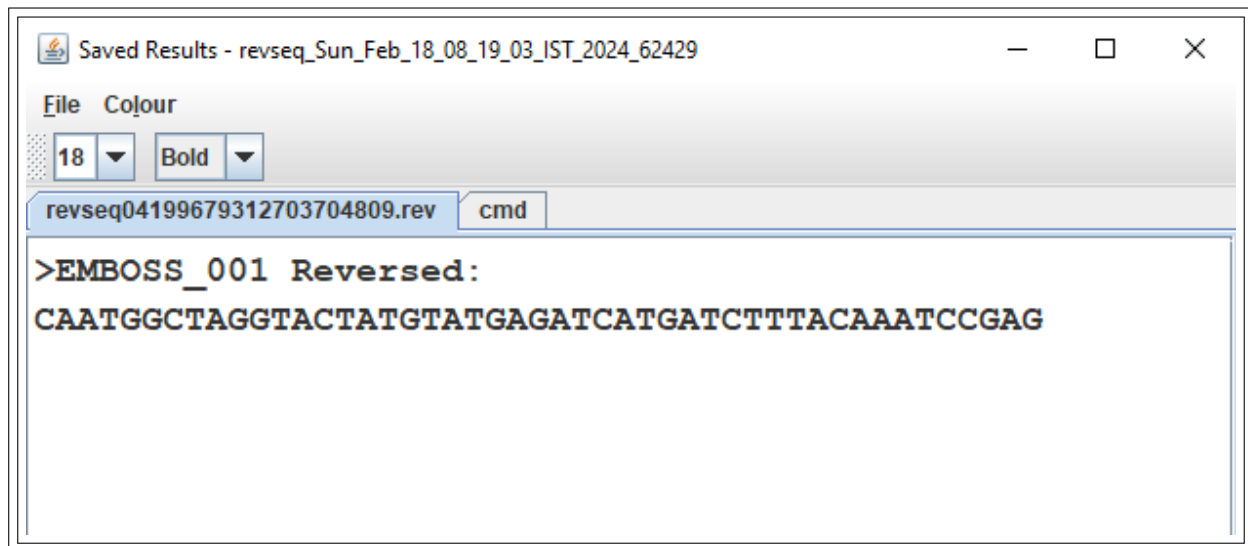 Saved Results - revseq_Sun_Feb_18_08_19_03_IST_2024_62429
File Colour
18 Bold
revseq04199679312703704809.rev cmd
>EMBOSS_001 Reversed:
CAATGGCTAGGTACTATGTATGAGATCATGATCTTTACAAATCCGAG